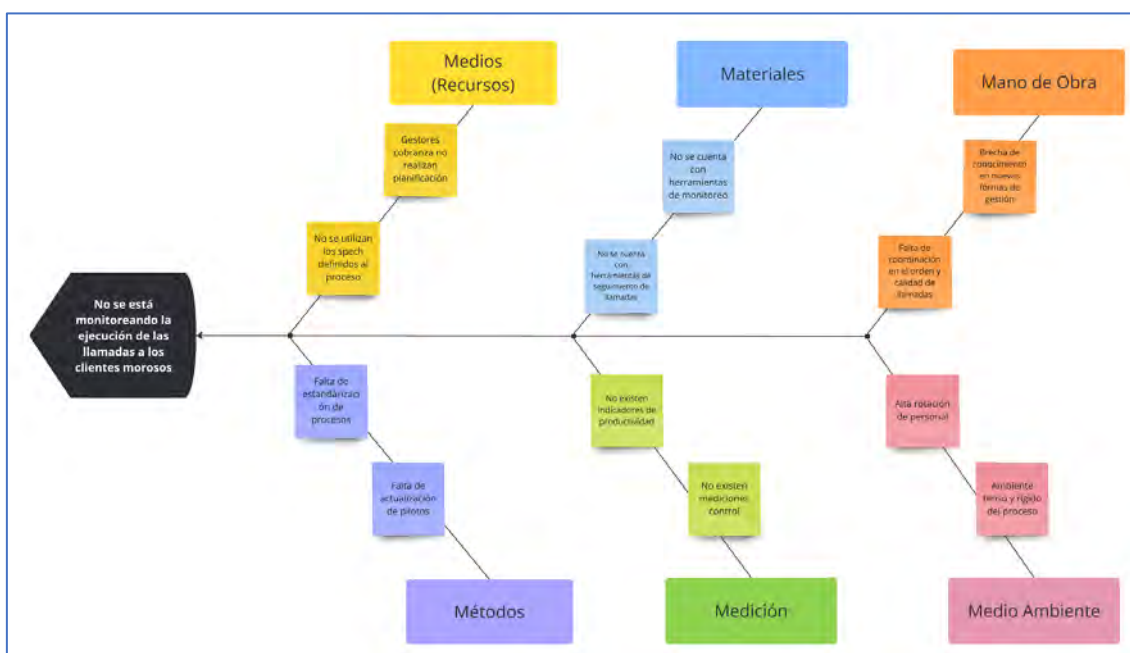 Medios
(Recursos)
Materiales
Mano de Obra
Gestores
cobranza no
realizan
planificación
No se cuenta
con
herramientas
de monitoreo
Brecha de
conocimiento
en nuevas
formas de
gestión
No se utilizan
los spech
definidos al
proceso
No se cuenta
con
herramientas de
seguimiento de
llamadas
Falta de
coordinación
en el orden y
calidad de
llamadas
No se está
monitoreando la
ejecución de las
llamadas a los
clientes morosos
Falta de
estandarizaci
ón de
procesos
No existen
indicadores de
productividad
Alta rotación
de personal
Falta de
actualización
de pilotos
No existen
mediciones
control
Ambiente
y rígido
del proceso
Métodos
Medición
Medio Ambiente